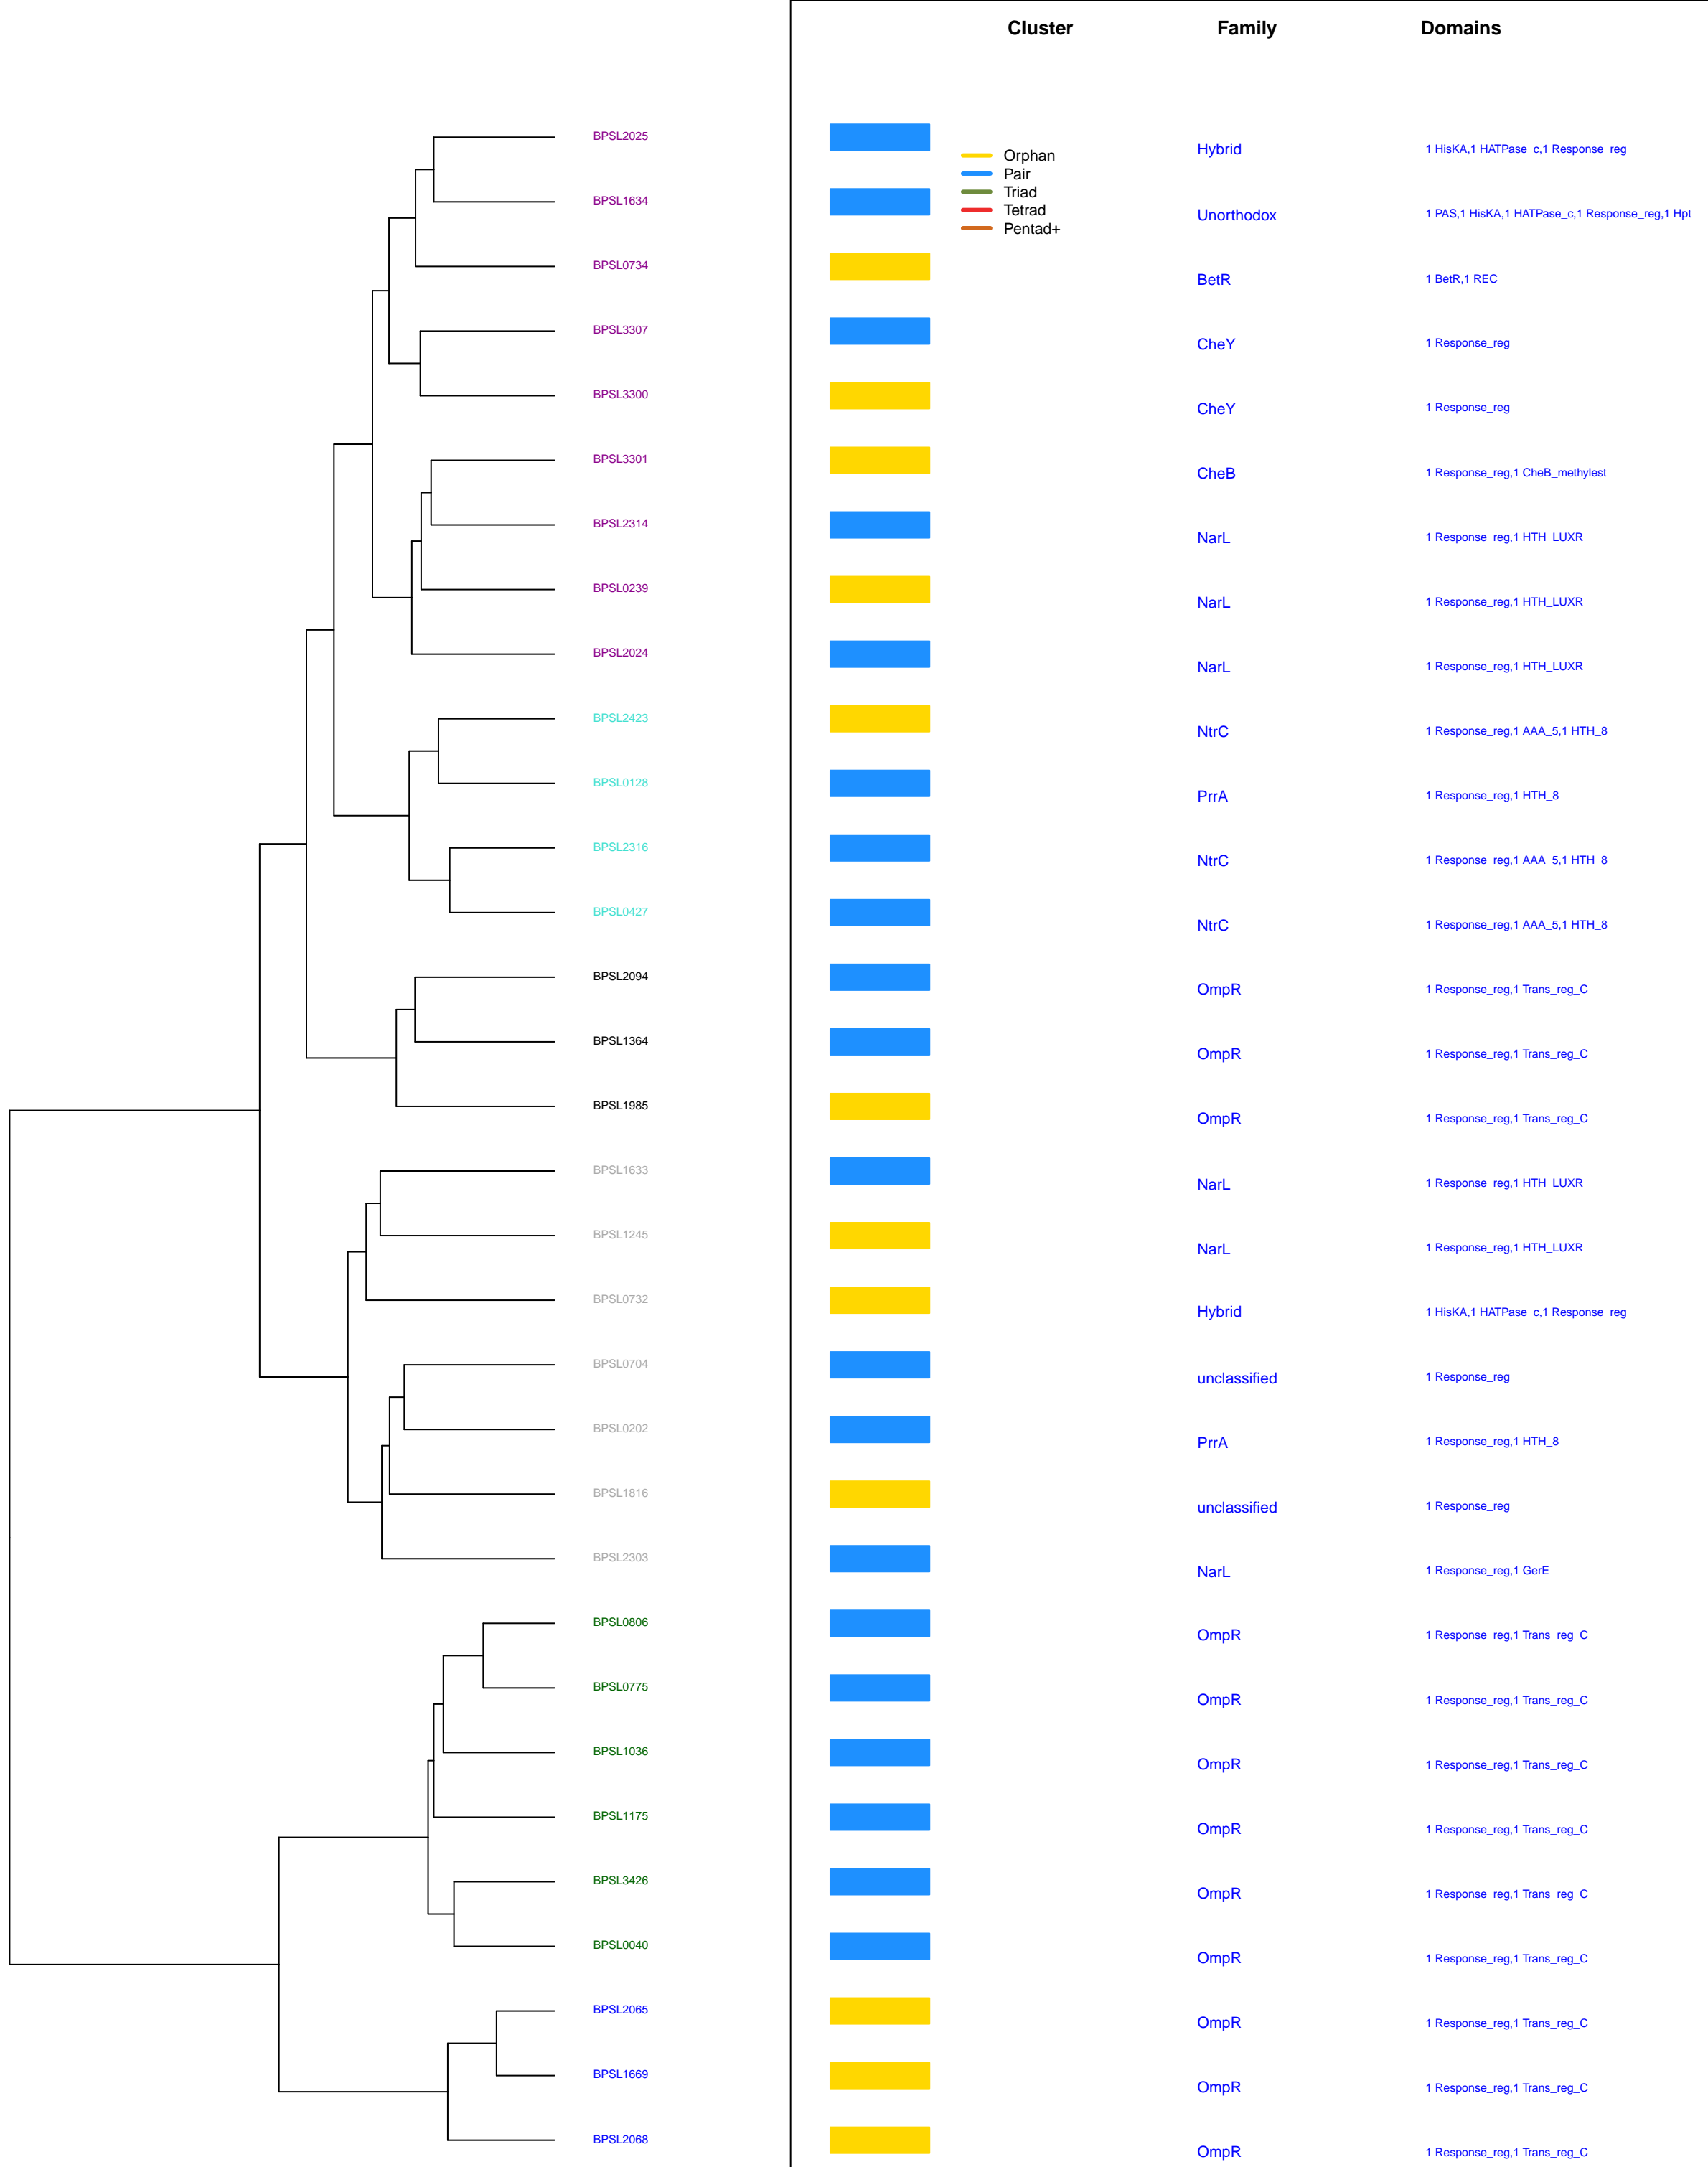 Cluster Family Domains
BPSL2025 Hybrid 1 HisKA,1 HATPase_c,1 Response_reg
Orphan
Pair
Triad
Tetrad
Pentad+
BPSL1634 Unorthodox 1 PAS,1 HisKA,1 HATPase_c,1 Response_reg,1 Hpt
BPSL0734 BetR 1 BetR,1 REC
BPSL3307 CheY 1 Response_reg
BPSL3300 CheY 1 Response_reg
BPSL3301 CheB 1 Response_reg,1 CheB_methylest
BPSL2314 NarL 1 Response_reg,1 HTH_LUXR
BPSL0239 NarL 1 Response_reg,1 HTH_LUXR
BPSL2024 NarL 1 Response_reg,1 HTH_LUXR
BPSL2423 NtrC 1 Response_reg,1 AAA_5,1 HTH_8
BPSL0128 PrrA 1 Response_reg,1 HTH_8
BPSL2316 NtrC 1 Response_reg,1 AAA_5,1 HTH_8
BPSL0427 NtrC 1 Response_reg,1 AAA_5,1 HTH_8
BPSL2094 OmpR 1 Response_reg,1 Trans_reg_C
BPSL1364 OmpR 1 Response_reg,1 Trans_reg_C
BPSL1985 OmpR 1 Response_reg,1 Trans_reg_C
BPSL1633 NarL 1 Response_reg,1 HTH_LUXR
BPSL1245 NarL 1 Response_reg,1 HTH_LUXR
BPSL0732 Hybrid 1 HisKA,1 HATPase_c,1 Response_reg
BPSL0704 unclassified 1 Response_reg
BPSL0202 PrrA 1 Response_reg,1 HTH_8
BPSL1816 unclassified 1 Response_reg
BPSL2303 NarL 1 Response_reg,1 GerE
BPSL0806 OmpR 1 Response_reg,1 Trans_reg_C
BPSL0775 OmpR 1 Response_reg,1 Trans_reg_C
BPSL1036 OmpR 1 Response_reg,1 Trans_reg_C
BPSL1175 OmpR 1 Response_reg,1 Trans_reg_C
BPSL3426 OmpR 1 Response_reg,1 Trans_reg_C
BPSL0040 OmpR 1 Response_reg,1 Trans_reg_C
BPSL2065 OmpR 1 Response_reg,1 Trans_reg_C
BPSL1669 OmpR 1 Response_reg,1 Trans_reg_C
BPSL2068 OmpR 1 Response_reg,1 Trans_reg_C